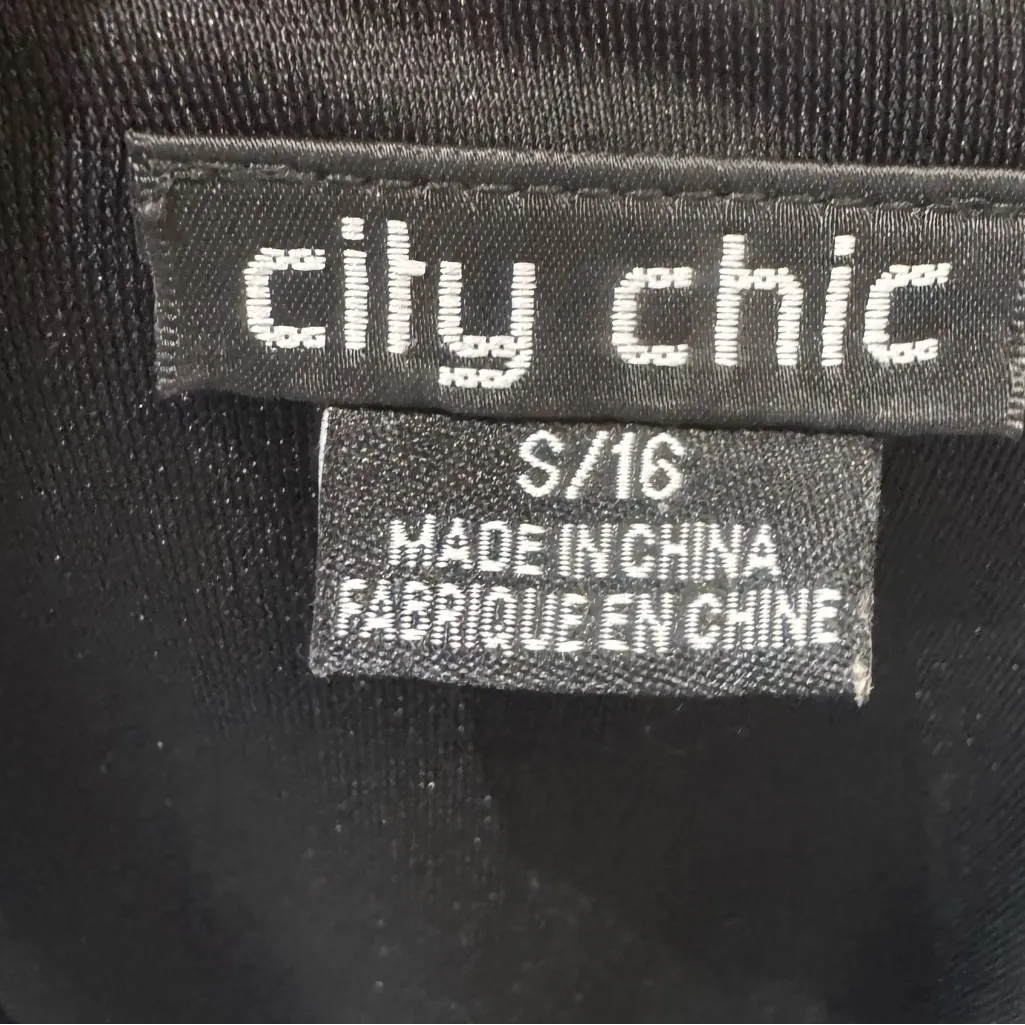 city chic
S/16
MADE IN CHINA
FABRIQUE EN CHINE